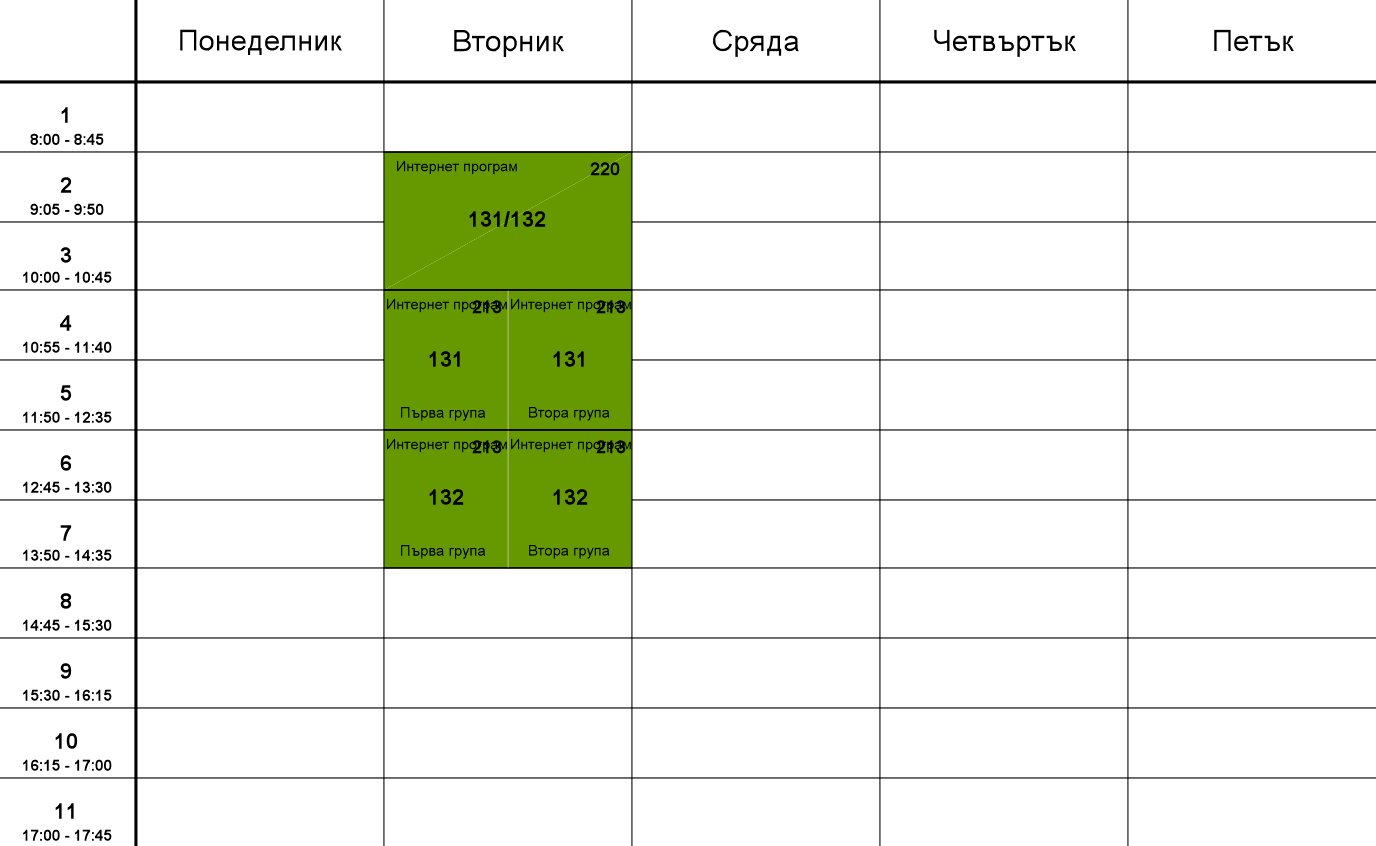 Понеделник Вторник Сряда Четвъртък Петък
1
8:00 - 8:45
2
9:05 - 9:50
3
10:00 - 10:45
4
10:55 - 11:40
5
11:50 - 12:35
6
12:45 - 13:30
7
13:50 - 14:35
8
14:45 - 15:30
9
15:30 - 16:15
10
16:15 - 17:00
11
17:00 - 17:45
Интернет програм 220
131/132
Интернет програм 213
131
Първа група
Интернет програм 213
131
Втора група
Интернет програм 213
132
Първа група
Интернет програм 213
132
Втора група